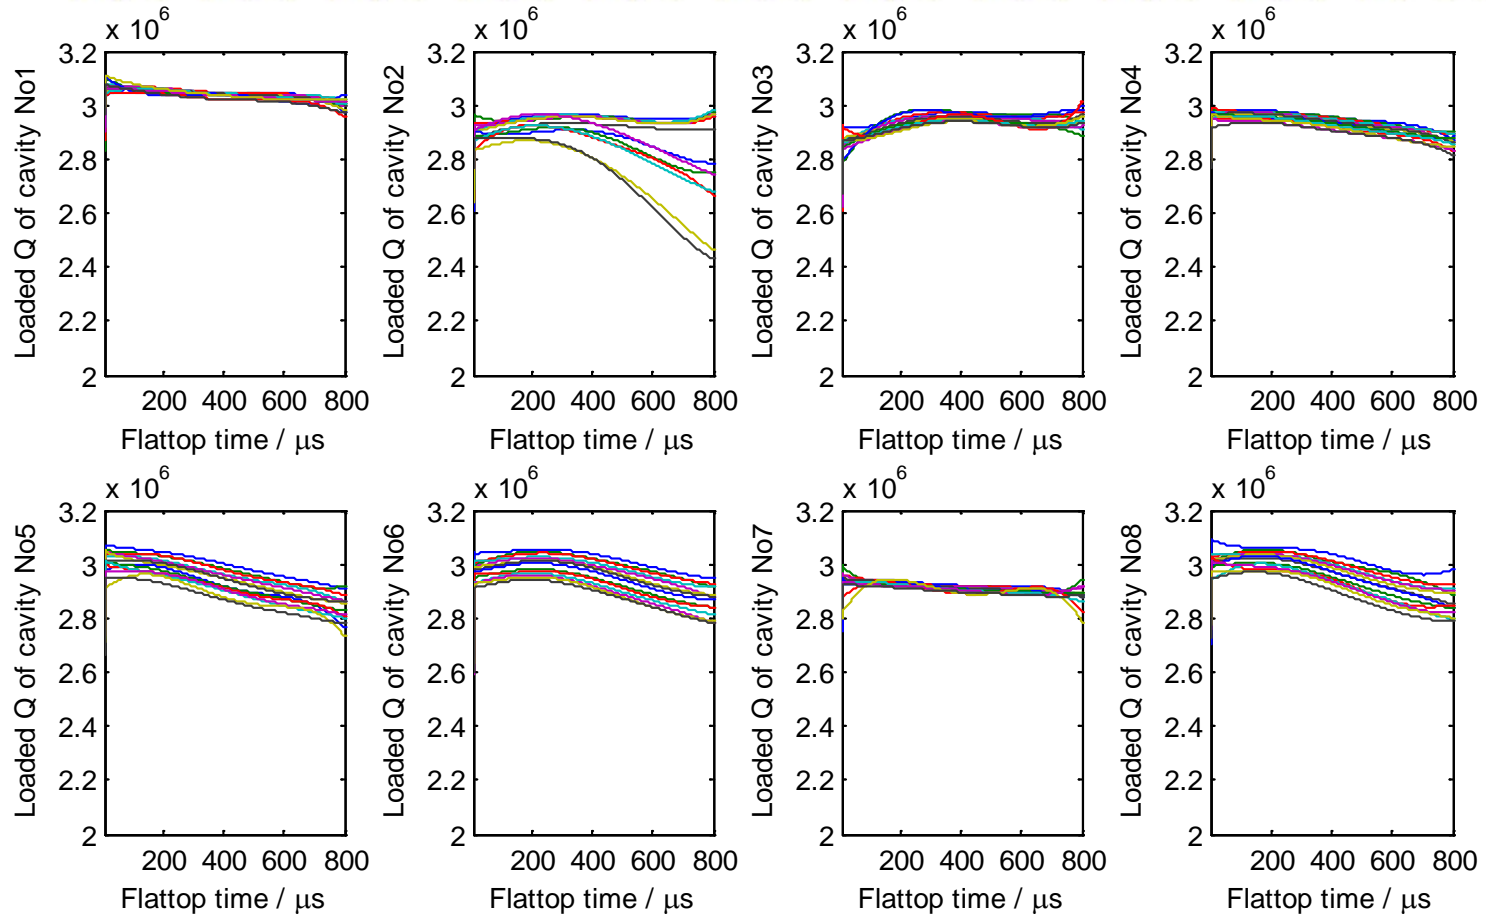 x 10^6 x 10^6 x 10^6 x 10^6
Loaded Q of cavity No1
3.2
3
2.8
2.6
2.4
2.2
2
200 400 600 800
Flattop time / μs
Loaded Q of cavity No2
3.2
3
2.8
2.6
2.4
2.2
2
200 400 600 800
Flattop time / μs
Loaded Q of cavity No3
3.2
3
2.8
2.6
2.4
2.2
2
200 400 600 800
Flattop time / μs
Loaded Q of cavity No4
3.2
3
2.8
2.6
2.4
2.2
2
200 400 600 800
Flattop time / μs
x 10^6 x 10^6 x 10^6 x 10^6
Loaded Q of cavity No5
3.2
3
2.8
2.6
2.4
2.2
2
200 400 600 800
Flattop time / μs
Loaded Q of cavity No6
3.2
3
2.8
2.6
2.4
2.2
2
200 400 600 800
Flattop time / μs
Loaded Q of cavity No7
3.2
3
2.8
2.6
2.4
2.2
2
200 400 600 800
Flattop time / μs
Loaded Q of cavity No8
3.2
3
2.8
2.6
2.4
2.2
2
200 400 600 800
Flattop time / μs